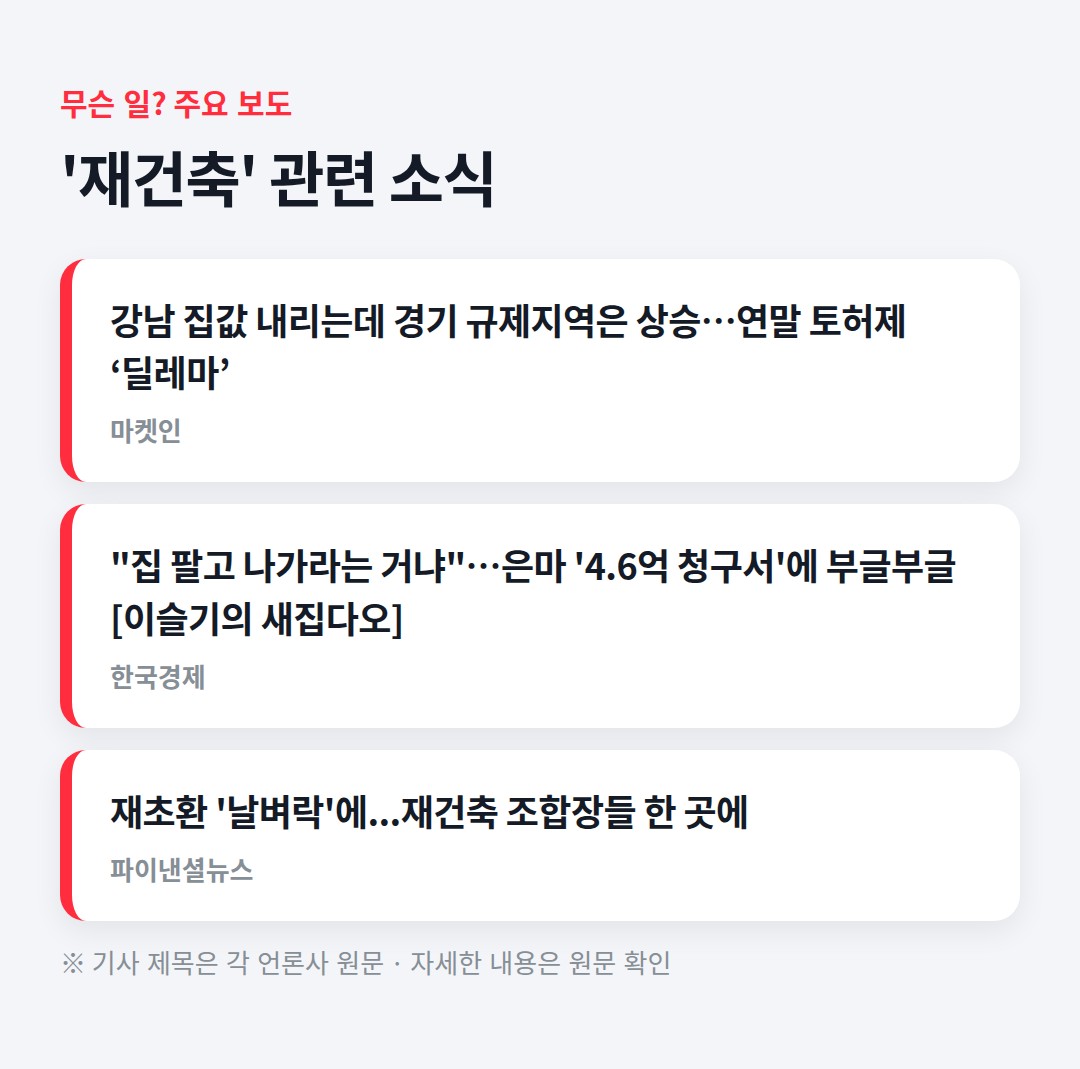 무슨 일? 주요 보도
'재건축' 관련 소식
강남 집값 내리는데 경기 규제지역은 상승…연말 토허제
‘딜레마’
마켓인
"집 팔고 나가라는 거냐"…은마 '4.6억 청구서'에 부글부글
[이슬기의 새집다오]
한국경제
재초환 '날벼락'에...재건축 조합장들 한 곳에
파이낸셜뉴스
※ 기사 제목은 각 언론사 원문 · 자세한 내용은 원문 확인